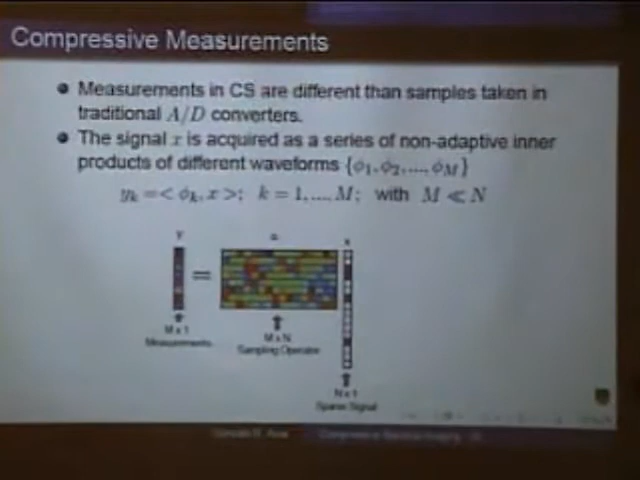 Compressive Measurements
Measurements in CS are different than samples taken in
traditional A/D converters.
The signal x is acquired as a series of non-adaptive inner
products of different waveforms {ϕ1, ϕ2, ..., ϕM}
yk =< ϕk, x >; k = 1, ..., M; with M ≪ N
y
x
=
M x 1
Measurements
M x N
Sampling Operator
N x 1
Sparse Signal